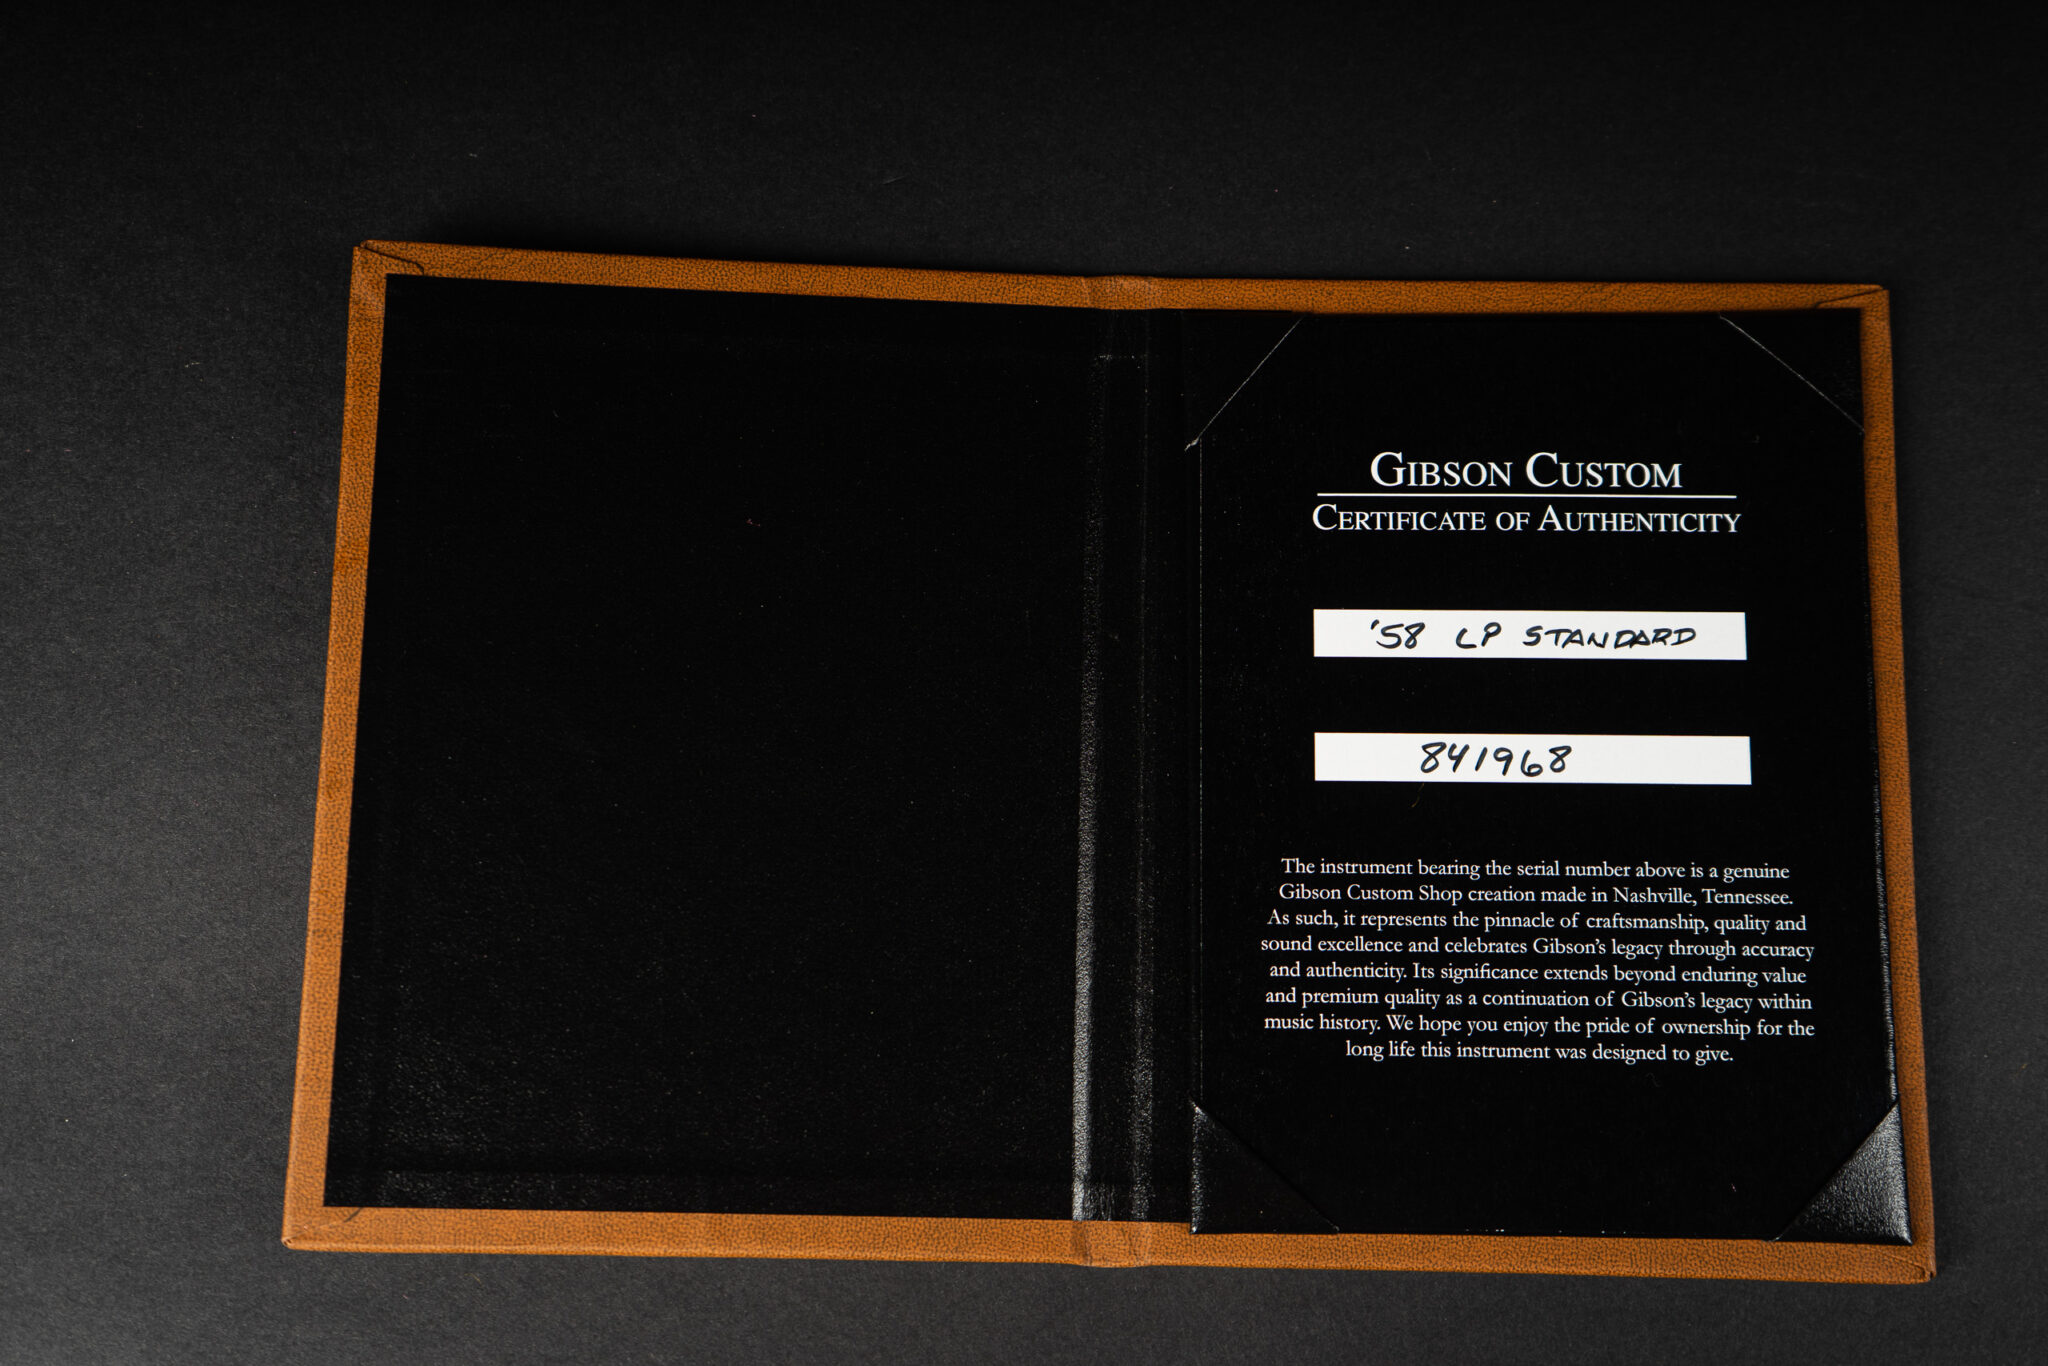 GIBSON CUSTOM
CERTIFICATE OF AUTHENTICITY
'58 LP STANDARD
841968
The instrument bearing the serial number above is a genuine
Gibson Custom Shop creation made in Nashville, Tennessee.
As such, it represents the pinnacle of craftsmanship, quality and
sound excellence and celebrates Gibson's legacy through accuracy
and authenticity. Its significance extends beyond enduring value
and premium quality as a continuation of Gibson's legacy within
music history. We hope you enjoy the pride of ownership for the
long life this instrument was designed to give.